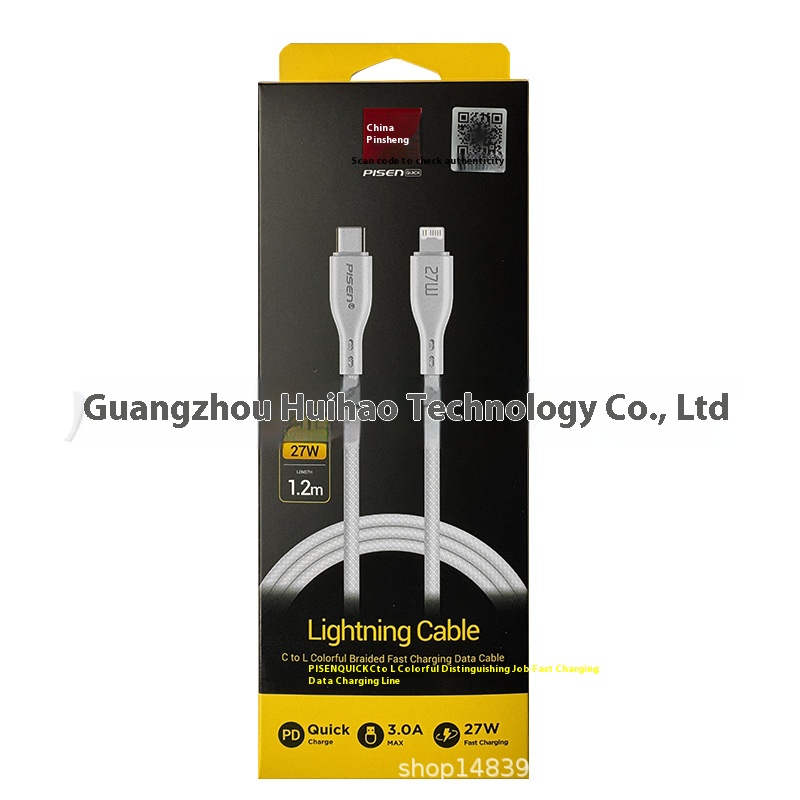 China
Pinsheng
Scan code to check authenticity
PISEN QUICK
PISEN
27W
Guangzhou Huihao Technology Co., Ltd
27W
LENGTH
1.2m
Lightning Cable
C to L Colorful Braided Fast Charging Data Cable
PISENQUICKC to L Colorful Distinguishing Job Fast Charging
Data Charging Line
PD Quick Charge
3.0A MAX
27W Fast Charging
shop14839